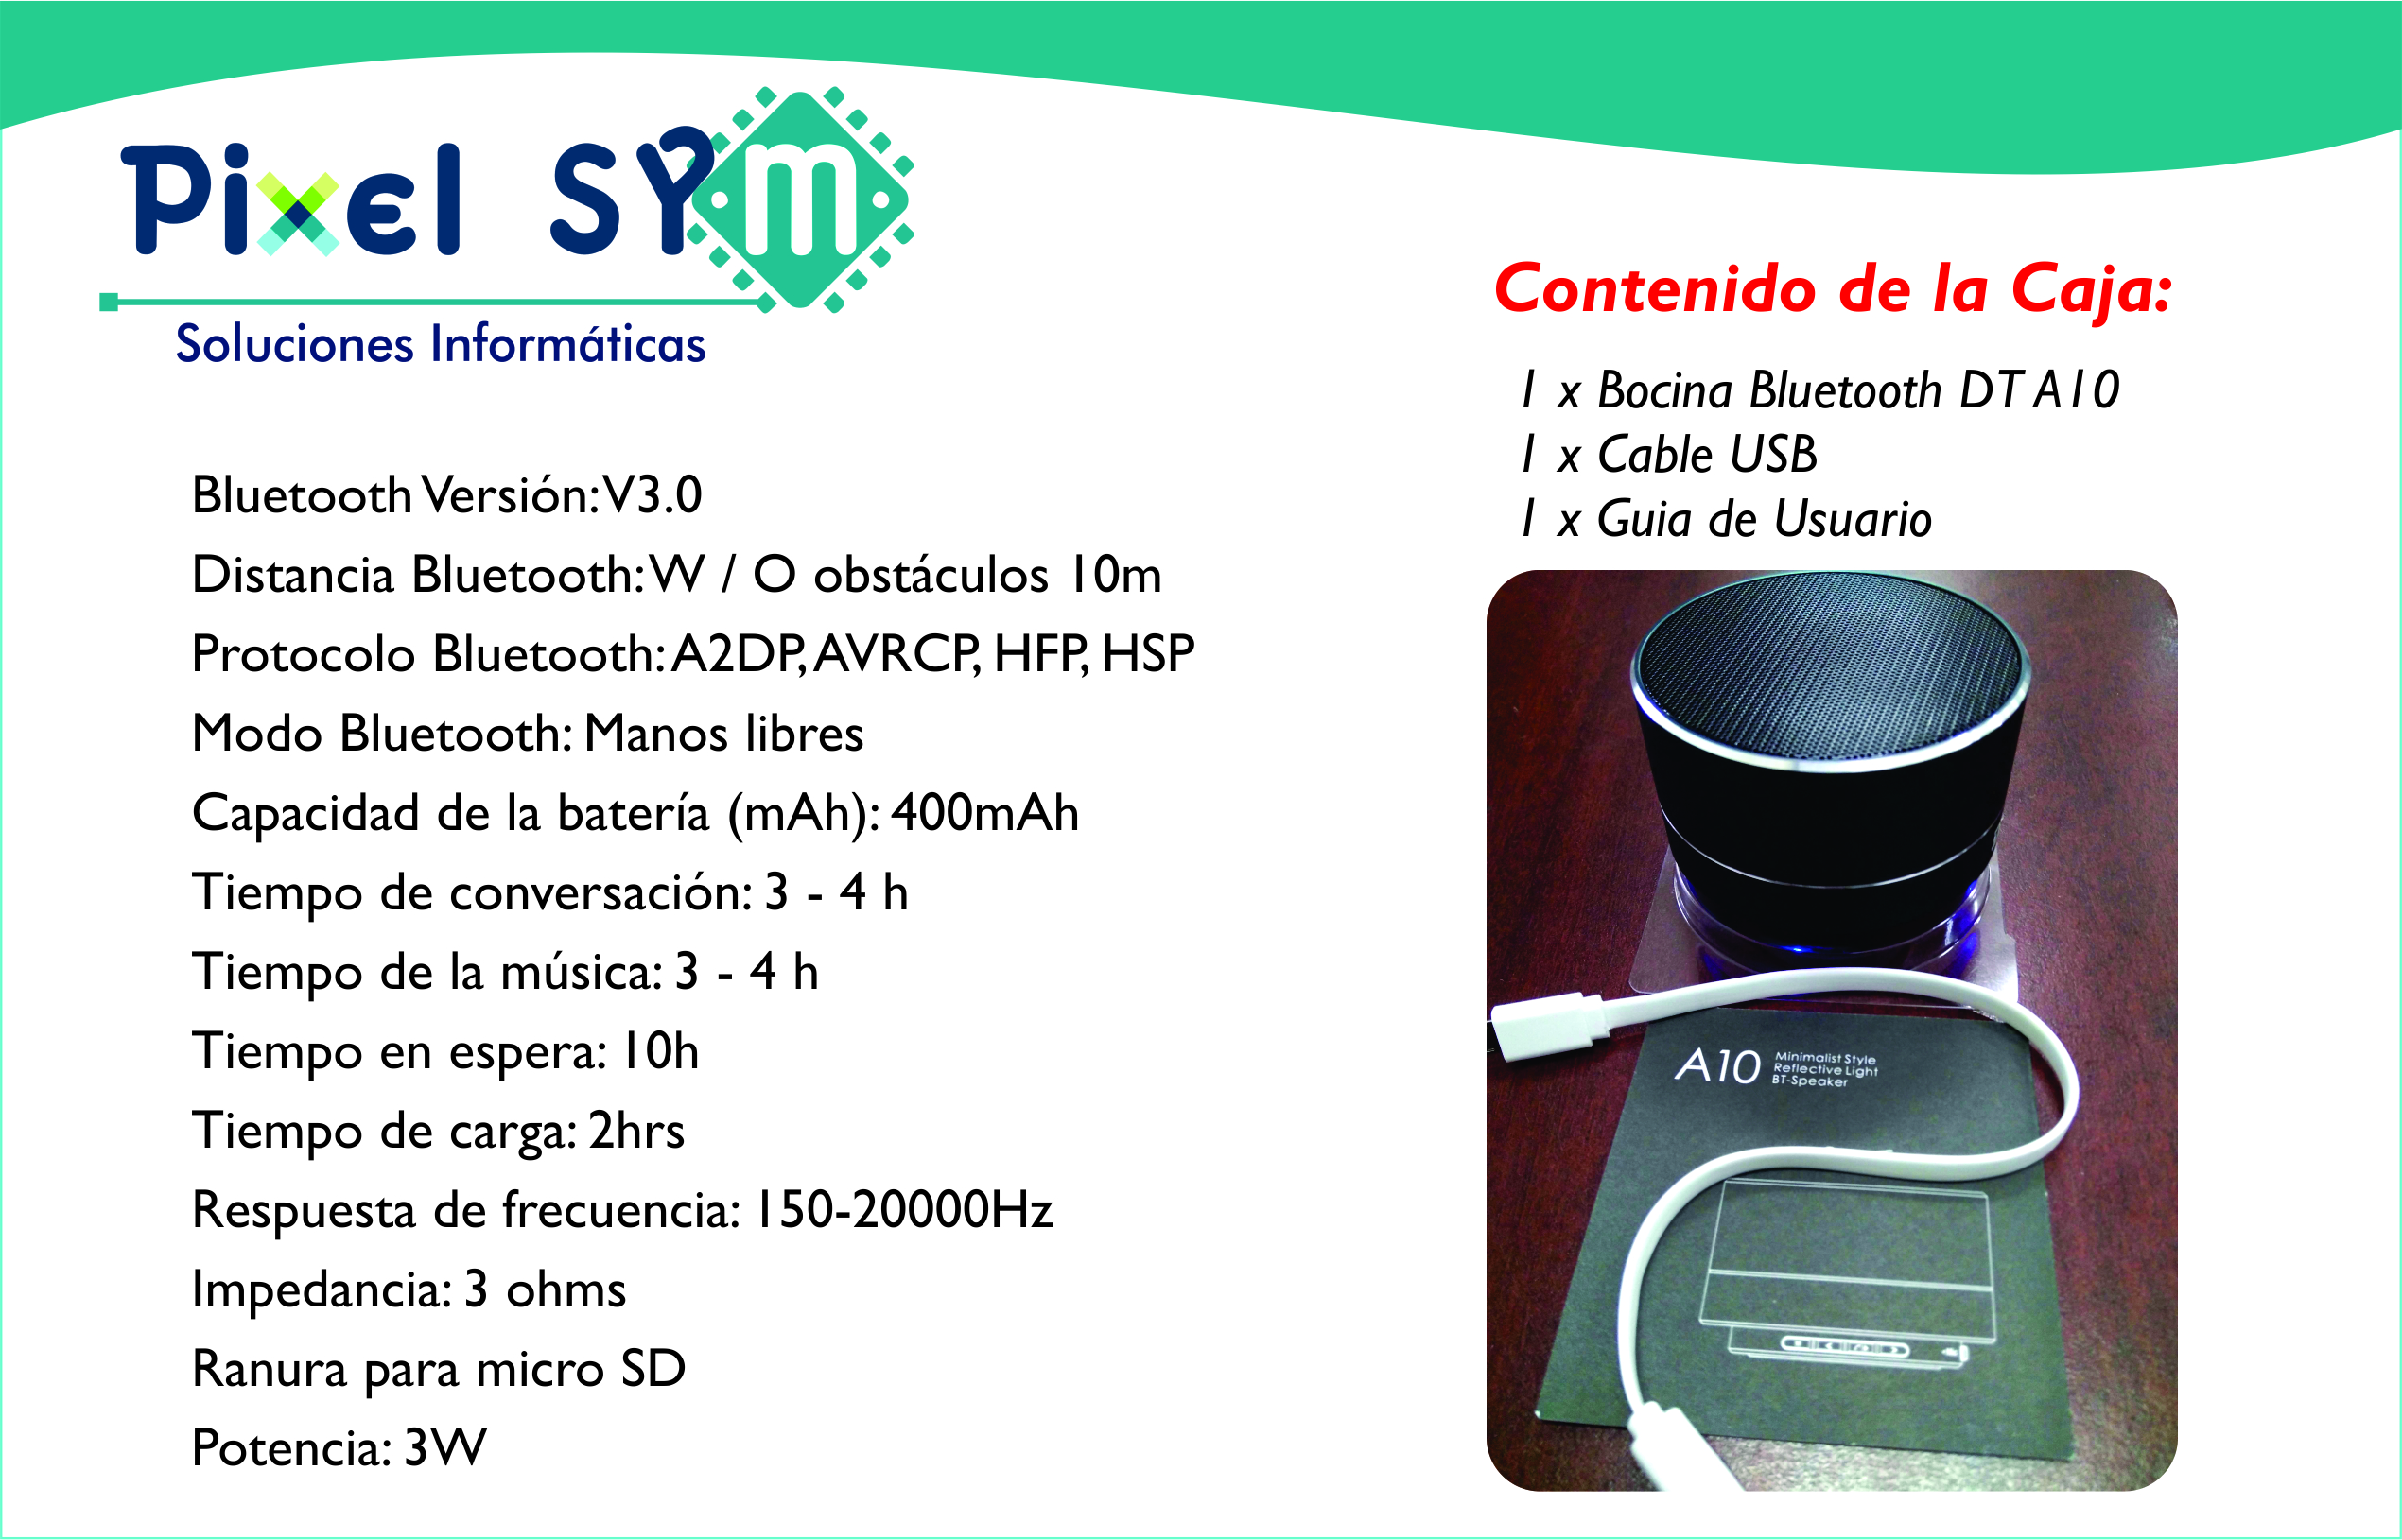 Pixel SYm
Soluciones Informáticas
Bluetooth Versión: V3.0
Distancia Bluetooth: W / O obstáculos 10m
Protocolo Bluetooth: A2DP, AVRCP, HFP, HSP
Modo Bluetooth: Manos libres
Capacidad de la batería (mAh): 400mAh
Tiempo de conversación: 3 - 4 h
Tiempo de la música: 3 - 4 h
Tiempo en espera: 10h
Tiempo de carga: 2hrs
Respuesta de frecuencia: 150-20000Hz
Impedancia: 3 ohms
Ranura para micro SD
Potencia: 3W
Contenido de la Caja:
1 x Bocina Bluetooth DT A10
1 x Cable USB
1 x Guia de Usuario
A10
Minimalist Style
Reflective Light
BT-Speaker